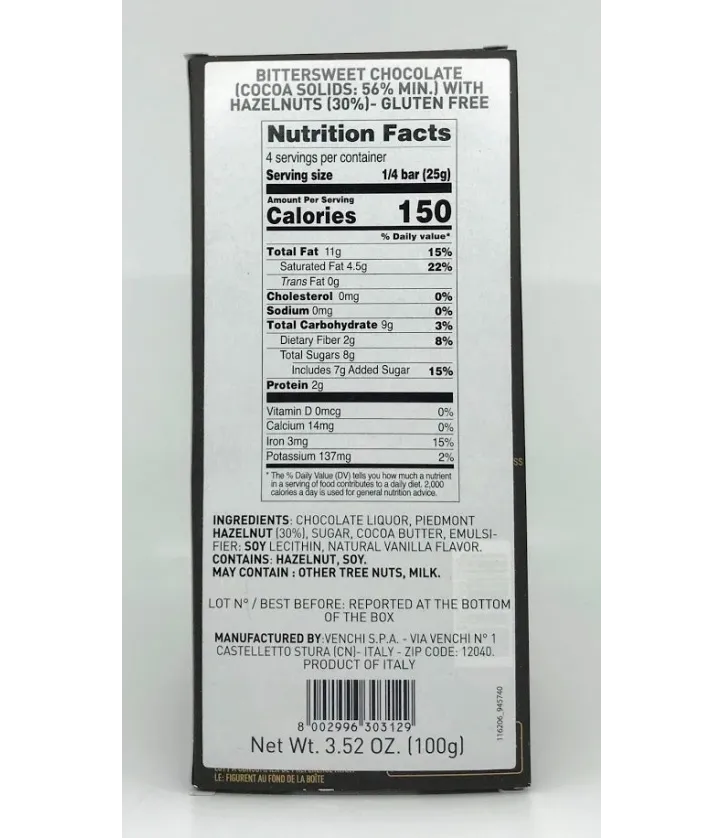 BITTERSWEET CHOCOLATE
(COCOA SOLIDS: 56% MIN.) WITH
HAZELNUTS (30%)- GLUTEN FREE
Nutrition Facts
4 servings per container
Serving size 1/4 bar (25g)
Amount Per Serving
Calories 150
% Daily value*
Total Fat 11g 15%
Saturated Fat 4.5g 22%
Trans Fat 0g
Cholesterol 0mg 0%
Sodium 0mg 0%
Total Carbohydrate 9g 3%
Dietary Fiber 2g 8%
Total Sugars 8g
Includes 7g Added Sugar 15%
Protein 2g
Vitamin D 0mcg 0%
Calcium 14mg 0%
Iron 3mg 15%
Potassium 137mg 2%
* The % Daily Value (DV) tells you how much a nutrient
in a serving of food contributes to a daily diet. 2,000
calories a day is used for general nutrition advice.
SS
INGREDIENTS: CHOCOLATE LIQUOR, PIEDMONT
HAZELNUT (30%), SUGAR, COCOA BUTTER, EMULSI-
FIER: SOY LECITHIN, NATURAL VANILLA FLAVOR.
CONTAINS: HAZELNUT, SOY.
MAY CONTAIN : OTHER TREE NUTS, MILK.
LOT N° / BEST BEFORE: REPORTED AT THE BOTTOM
OF THE BOX
MANUFACTURED BY:VENCHI S.P.A. - VIA VENCHI N° 1
CASTELLETTO STURA (CN)- ITALY - ZIP CODE: 12040.
PRODUCT OF ITALY
116206_945740
8 002996 303129
Net Wt. 3.52 OZ. (100g)
LE: FIGURENT AU FOND DE LA BOÎTE